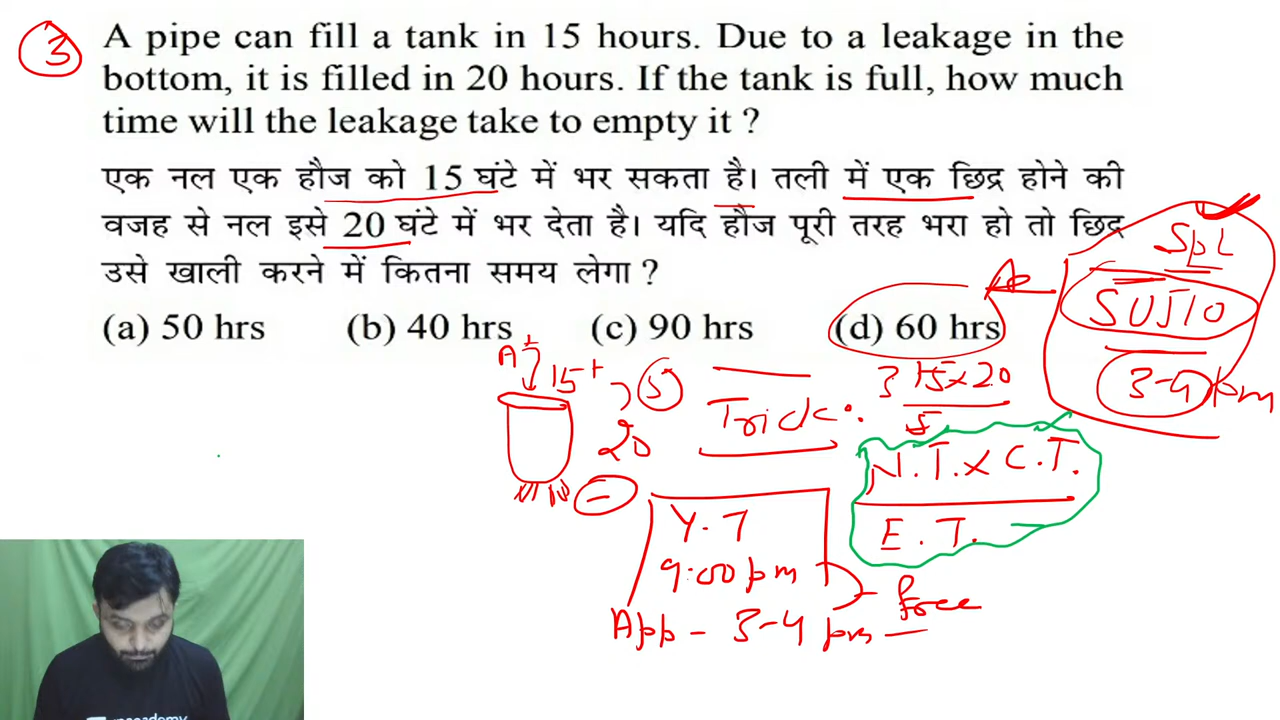 3
A pipe can fill a tank in 15 hours. Due to a leakage in the
bottom, it is filled in 20 hours. If the tank is full, how much
time will the leakage take to empty it ?
एक नल एक हौज को 15 घंटे में भर सकता है। तली में एक छिद्र होने की
वजह से नल इसे 20 घंटे में भर देता है। यदि हौज पूरी तरह भरा हो तो छिद्र
उसे खाली करने में कितना समय लेगा ?
(a) 50 hrs (b) 40 hrs (c) 90 hrs (d) 60 hrs
Spl
SUJ10
3-4 pm
A+
15+
5
20
-
Trick:
3 15×20
5
N.T. × C.T.
E.T.
Y.T
9:00 pm
App - 3-4 pm - free